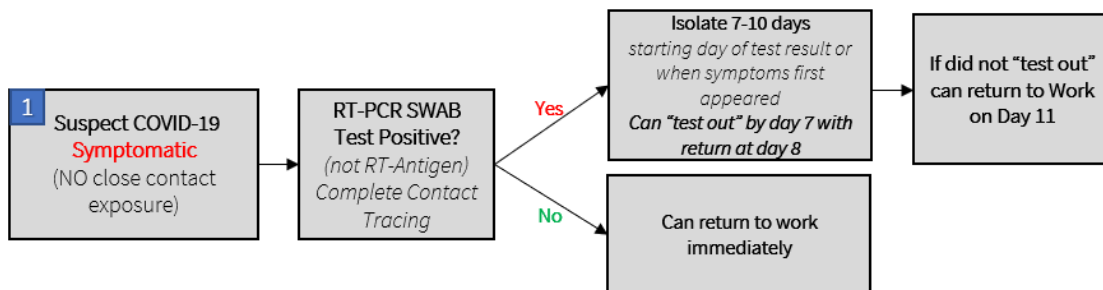 1
Suspect COVID-19
Symptomatic
(NO close contact
exposure)
RT-PCR SWAB
Test Positive?
(not RT-Antigen)
Complete Contact
Tracing
Yes
No
Isolate 7-10 days
starting day of test result or
when symptoms first
appeared
Can “test out” by day 7 with
return at day 8
Can return to work
immediately
If did not “test out”
can return to Work
on Day 11